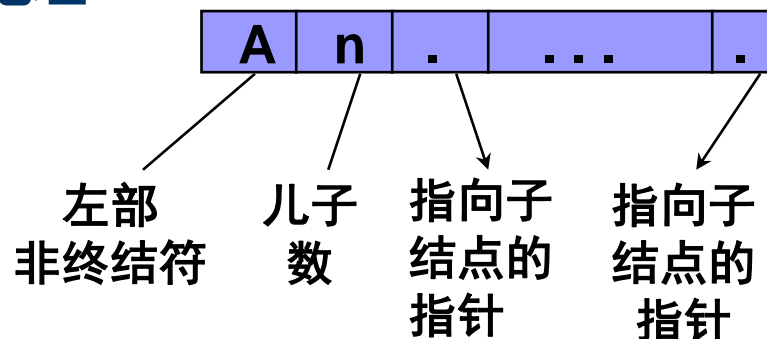 A n . ... .
左部
非终结符
儿子
数
指向子
结点的
指针
指向子
结点的
指针